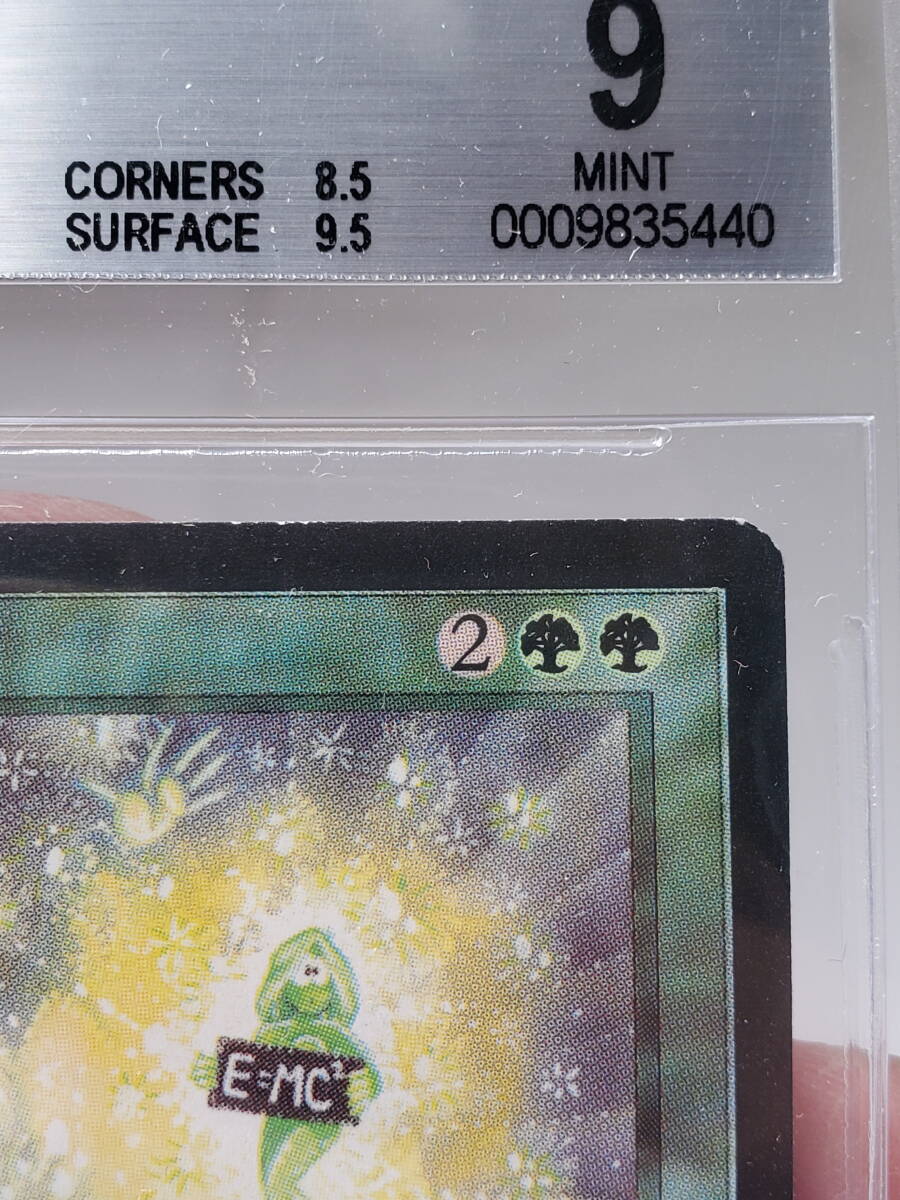 9
CORNERS 8.5 MINT
SURFACE 9.5 0009835440
2
E=MC²